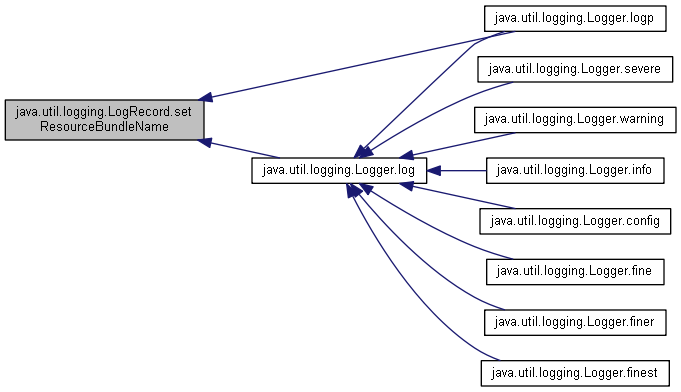 java.util.logging.Logger.logp
java.util.logging.Logger.severe
java.util.logging.LogRecord.set
ResourceBundleName
java.util.logging.Logger.warning
java.util.logging.Logger.log
java.util.logging.Logger.info
java.util.logging.Logger.config
java.util.logging.Logger.fine
java.util.logging.Logger.finer
java.util.logging.Logger.finest